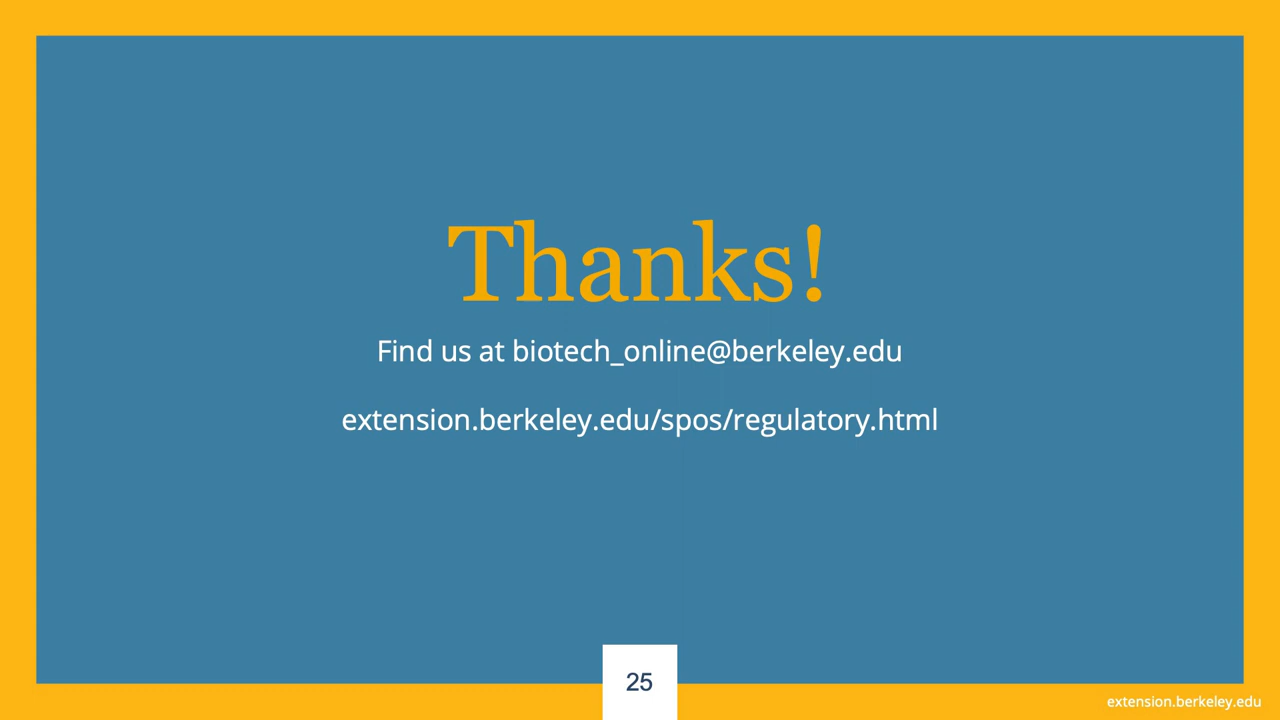 Thanks!
Find us at biotech_online@berkeley.edu
extension.berkeley.edu/spos/regulatory.html
25
extension.berkeley.edu